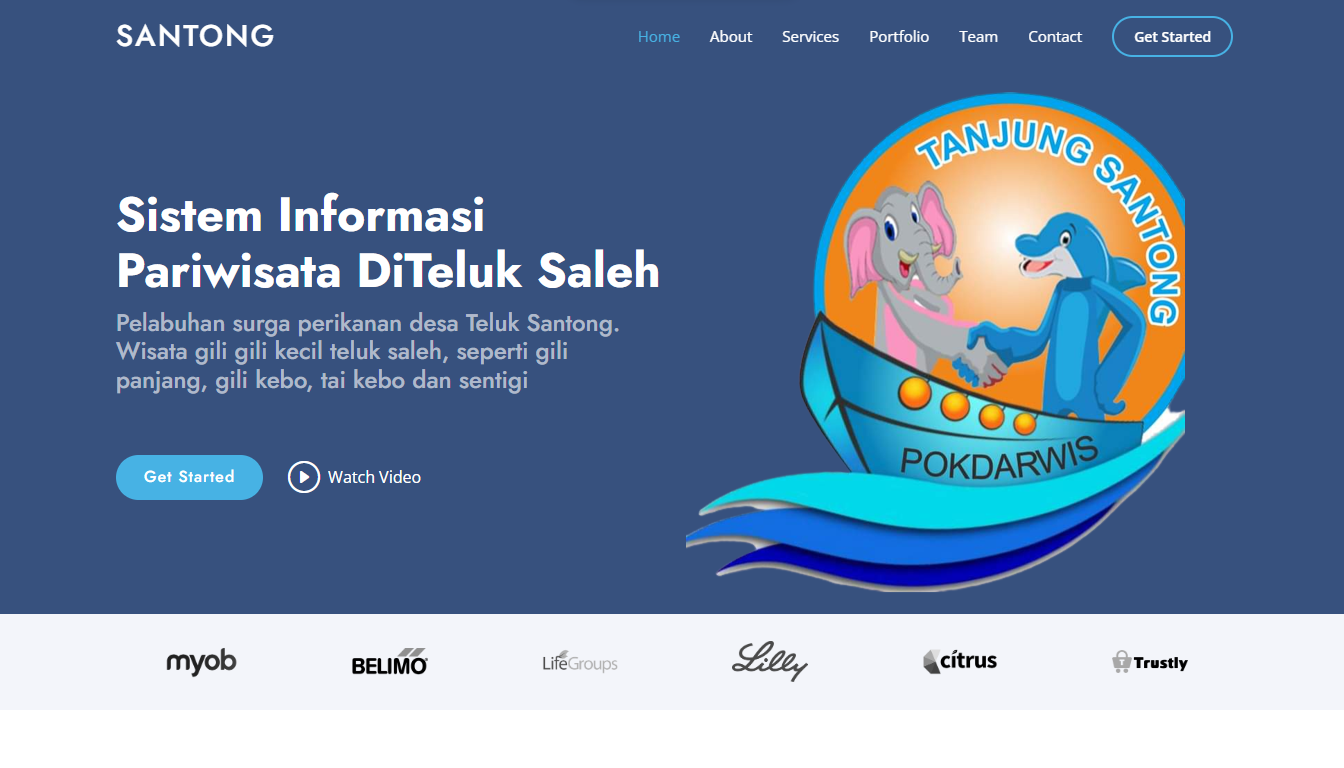 SANTONG
Home About Services Portfolio Team Contact Get Started
TANJUNG SANTONG
Sistem Informasi
Pariwisata DiTeluk Saleh
Pelabuhan surga perikanan desa Teluk Santong.
Wisata gili gili kecil teluk saleh, seperti gili
panjang, gili kebo, tai kebo dan sentigi
POKDARWIS
Get Started Watch Video
myob BELIMO LifeGroups Lilly citrus Trustly